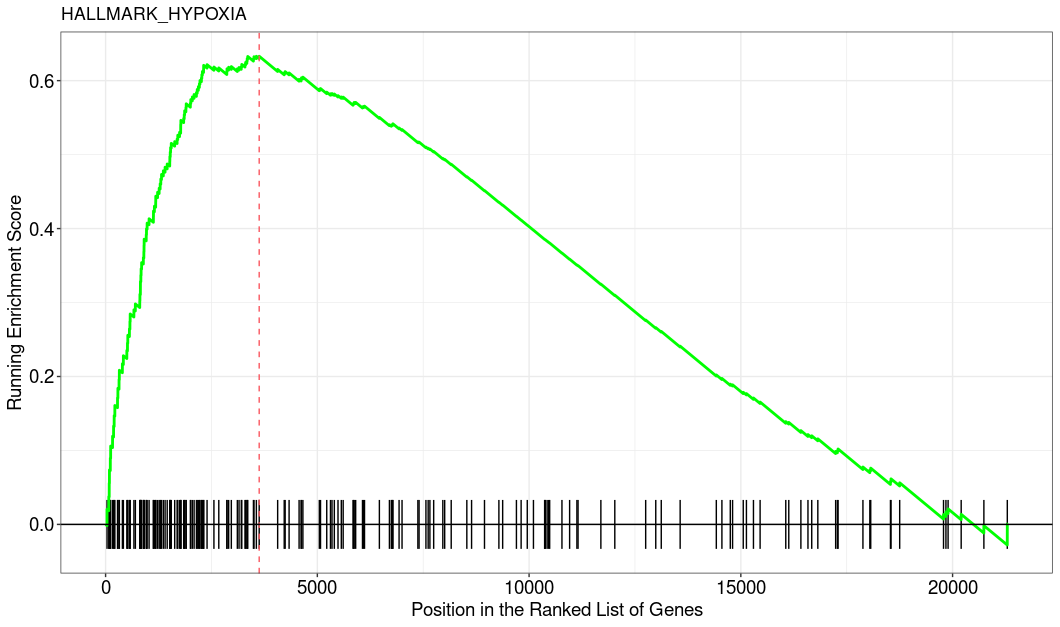 HALLMARK_HYPOXIA
Running Enrichment Score
0.6
0.4
0.2
0.0
0 5000 10000 15000 20000
Position in the Ranked List of Genes